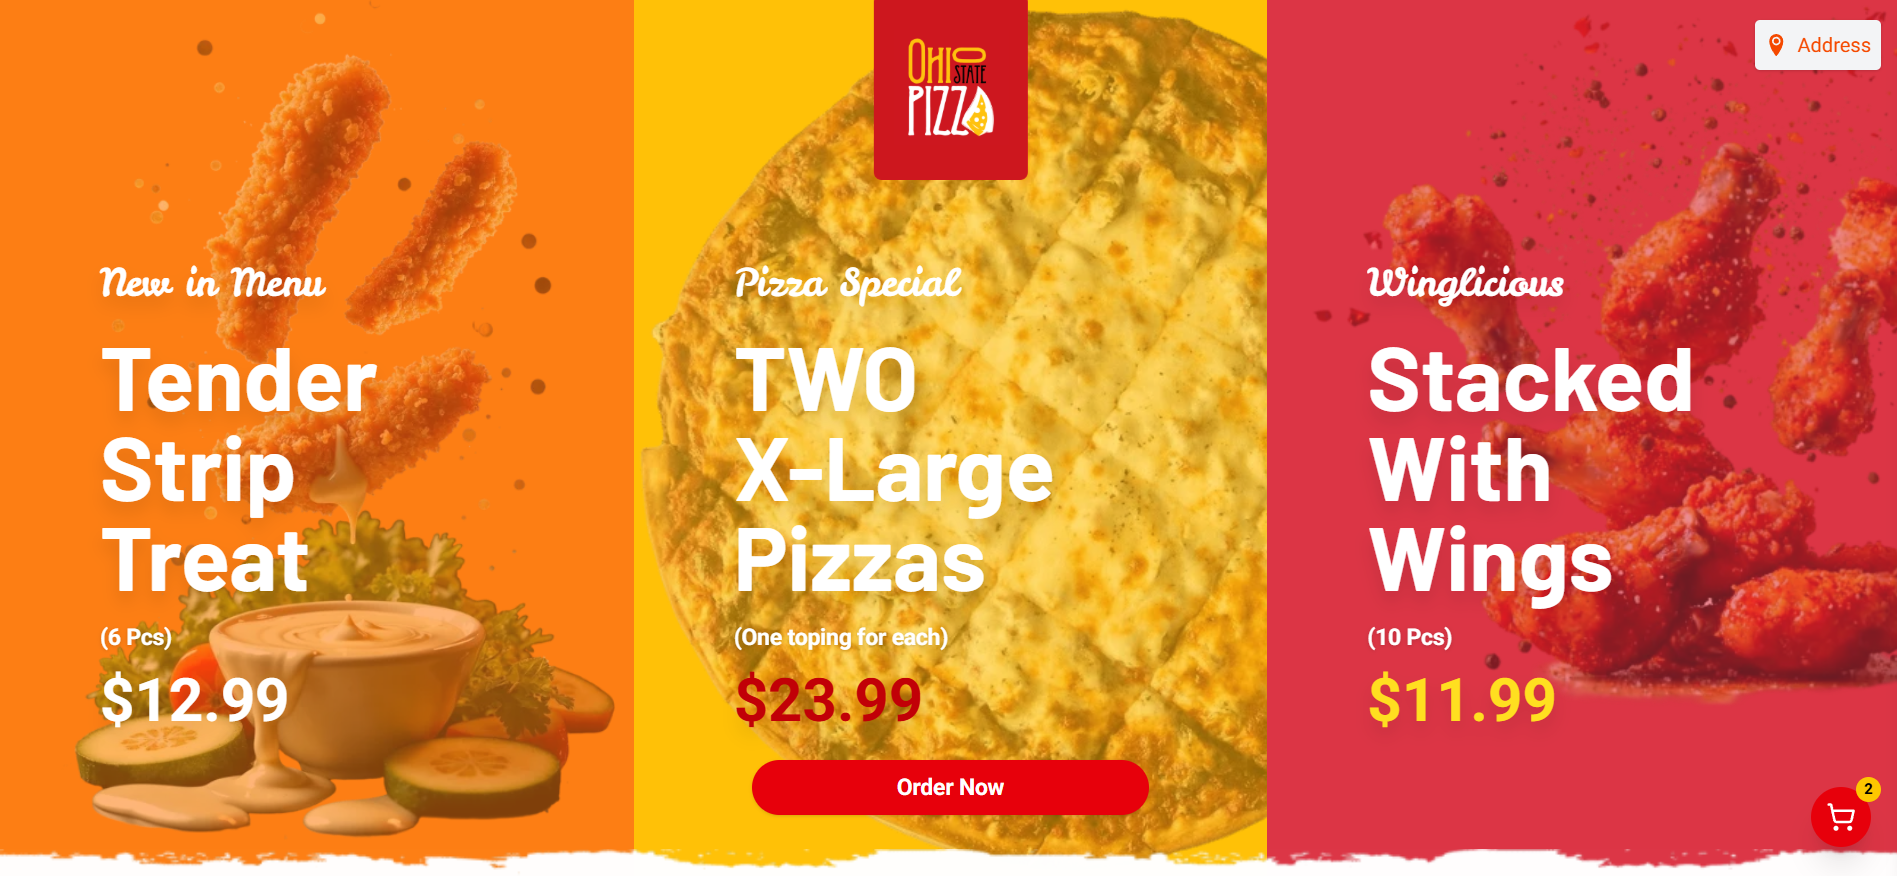 OHIO
STATE
PIZZA
Address
New in Menu
Tender
Strip
Treat
(6 Pcs)
$12.99
Pizza Special
TWO
X-Large
Pizzas
(One toping for each)
$23.99
Order Now
Winglicious
Stacked
With
Wings
(10 Pcs)
$11.99
2